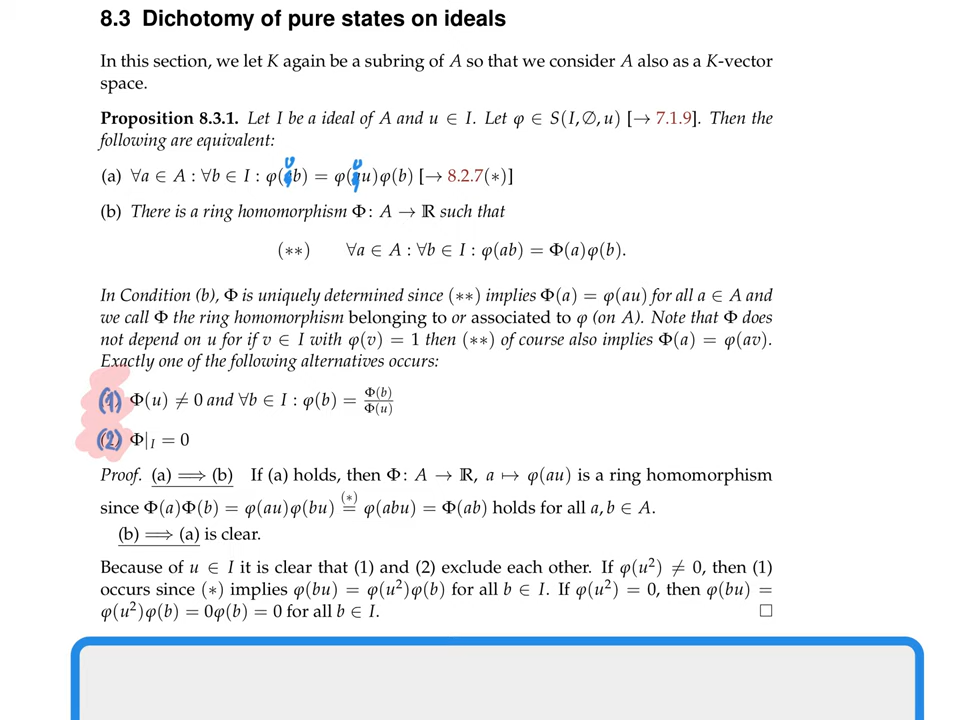 8.3 Dichotomy of pure states on ideals
In this section, we let K again be a subring of A so that we consider A also as a K-vector
space.
Proposition 8.3.1. Let I be an ideal of A and u ∈ I. Let φ ∈ S(I,∅,u) [→ 7.1.9]. Then the
following are equivalent:
(a) ∀a ∈ A : ∀b ∈ I : φ(ab) = φ(au)φ(b) [→ 8.2.7(∗)]
(b) There is a ring homomorphism Φ: A → ℝ such that
(∗∗) ∀a ∈ A : ∀b ∈ I : φ(ab) = Φ(a)φ(b).
In Condition (b), Φ is uniquely determined since (∗∗) implies Φ(a) = φ(au) for all a ∈ A and
we call Φ the ring homomorphism belonging to or associated to φ (on A). Note that Φ does
not depend on u for if v ∈ I with φ(v) = 1 then (∗∗) of course also implies Φ(a) = φ(av).
Exactly one of the following alternatives occurs:
(1) Φ(u) ≠ 0 and ∀b ∈ I : φ(b) = Φ(b)/Φ(u)
(2) Φ|_I = 0
Proof. (a) ⟹ (b) If (a) holds, then Φ: A → ℝ, a ↦ φ(au) is a ring homomorphism
since Φ(a)Φ(b) = φ(au)φ(bu) (∗)= φ(abu) = Φ(ab) holds for all a, b ∈ A.
(b) ⟹ (a) is clear.
Because of u ∈ I it is clear that (1) and (2) exclude each other. If φ(u²) ≠ 0, then (1)
occurs since (∗) implies φ(bu) = φ(u²)φ(b) for all b ∈ I. If φ(u²) = 0, then φ(bu) =
φ(u²)φ(b) = 0φ(b) = 0 for all b ∈ I. □